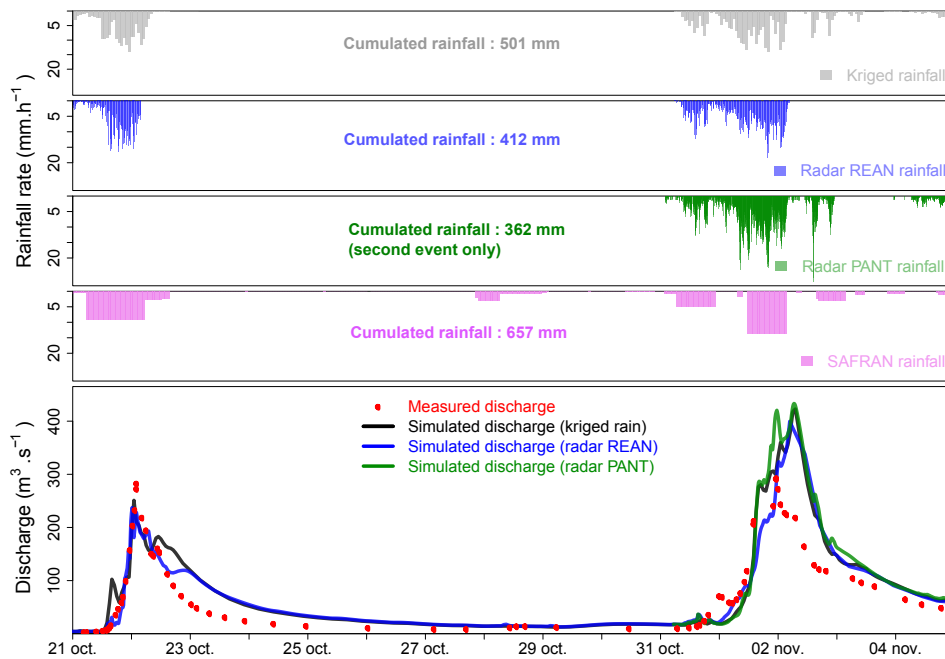 Rainfall rate (mm.h⁻¹)
5
20
Cumulated rainfall : 501 mm
Kriged rainfall
5
20
Cumulated rainfall : 412 mm
Radar REAN rainfall
5
20
Cumulated rainfall : 362 mm
(second event only)
Radar PANT rainfall
5
20
Cumulated rainfall : 657 mm
SAFRAN rainfall
Discharge (m³ .s⁻¹)
400
300
200
100
Measured discharge
Simulated discharge (kriged rain)
Simulated discharge (radar REAN)
Simulated discharge (radar PANT)
21 oct. 23 oct. 25 oct. 27 oct. 29 oct. 31 oct. 02 nov. 04 nov.